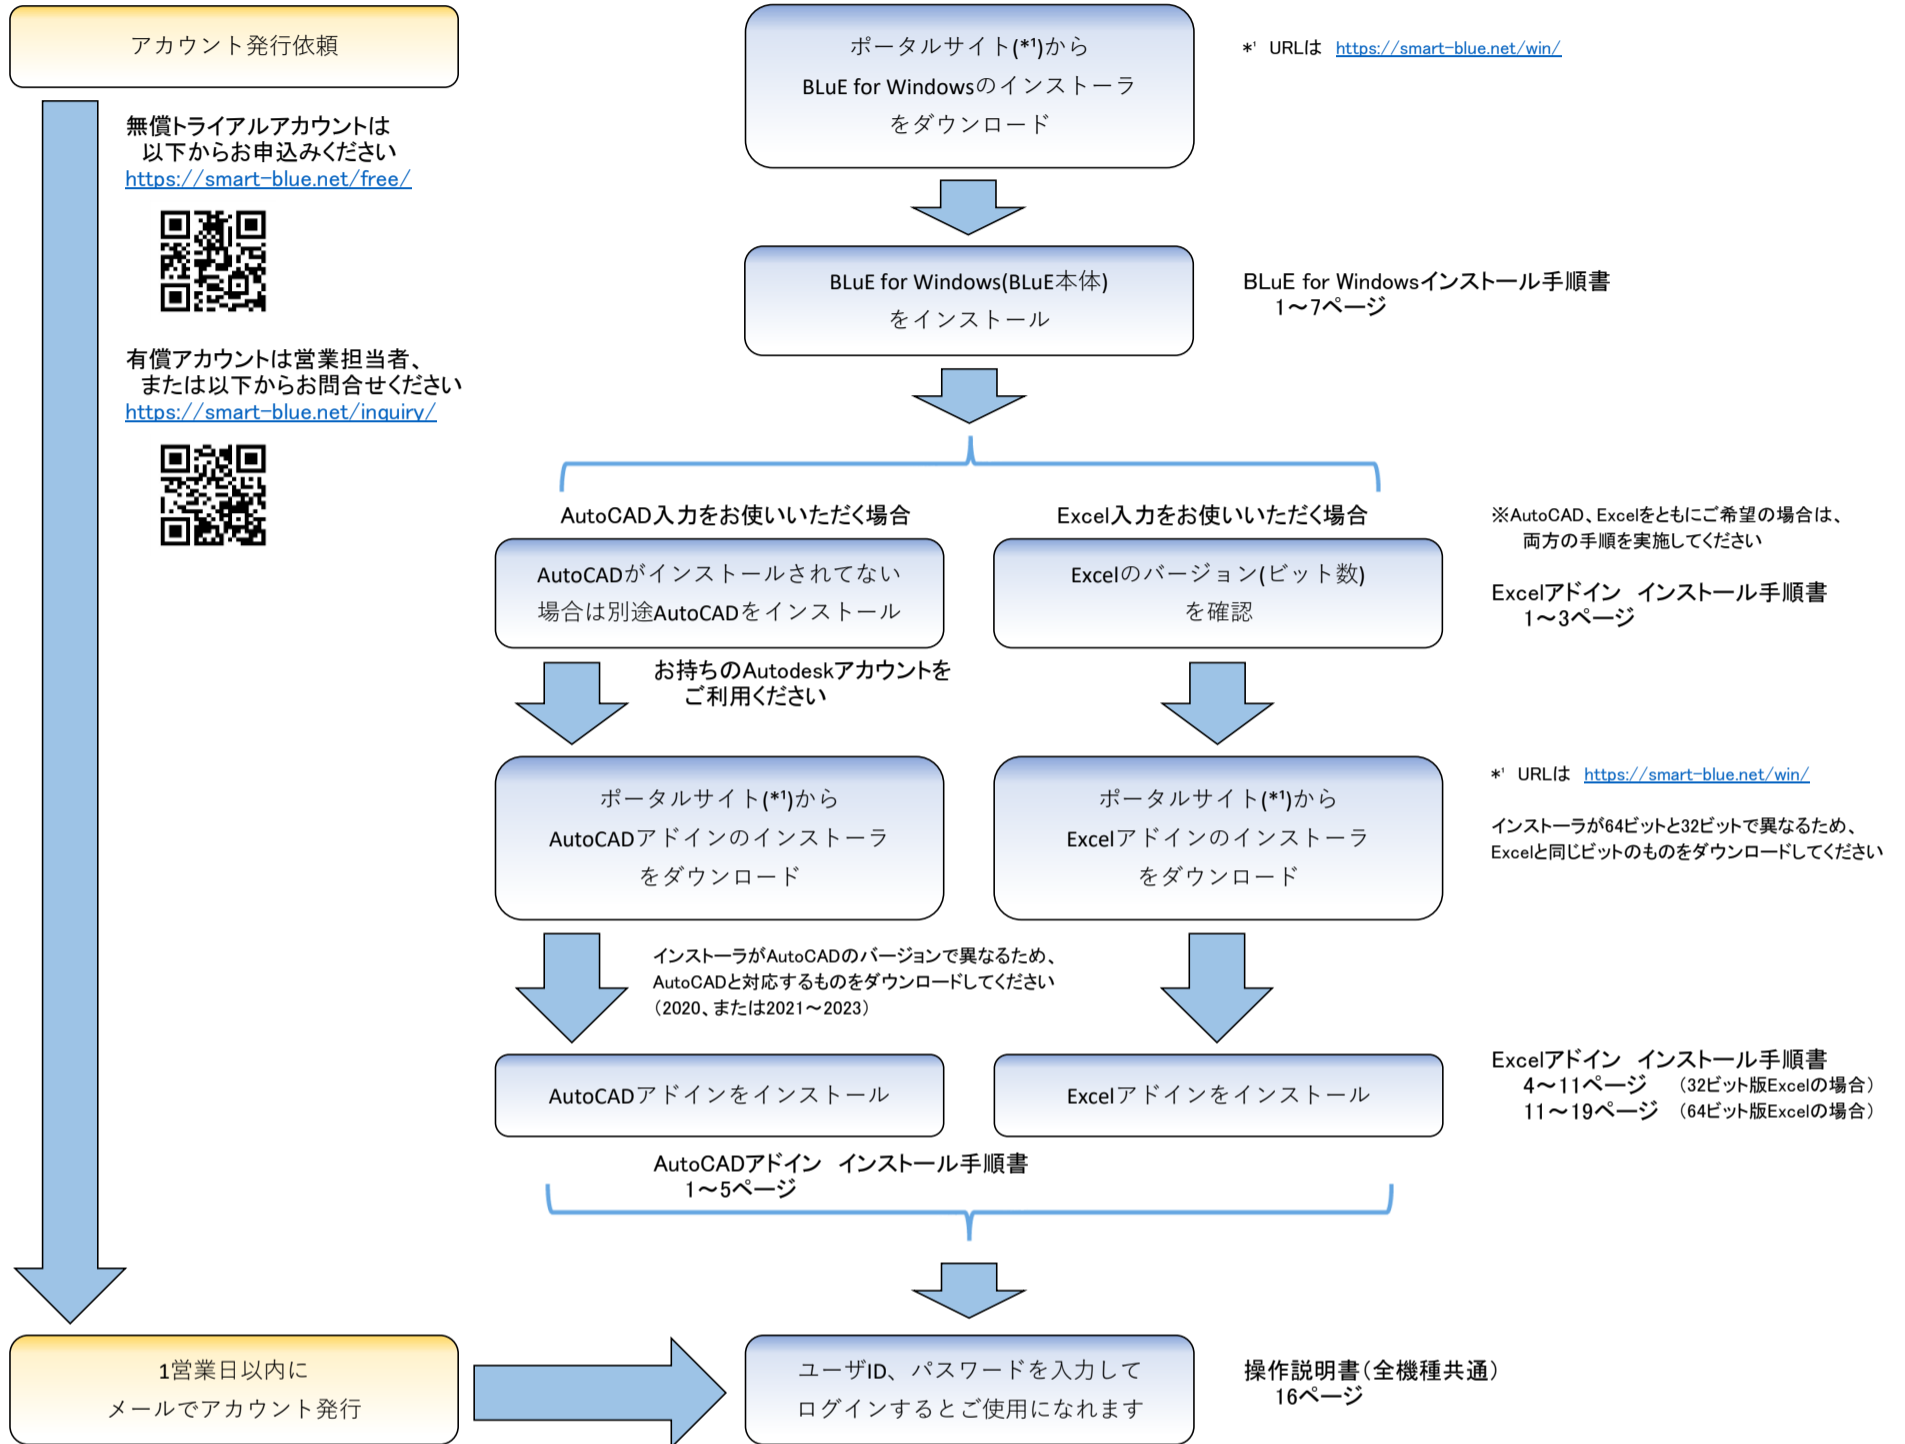 アカウント発行依頼
無償トライアルアカウントは
以下からお申込みください
https://smart-blue.net/free/
有償アカウントは営業担当者、
または以下からお問合せください
https://smart-blue.net/inquiry/
ポータルサイト(*¹)から
BLuE for Windowsのインストーラ
をダウンロード
*¹ URLは https://smart-blue.net/win/
BLuE for Windows(BLuE本体)
をインストール
BLuE for Windowsインストール手順書
1～7ページ
AutoCAD入力をお使いいただく場合
AutoCADがインストールされてない
場合は別途AutoCADをインストール
お持ちのAutodeskアカウントを
ご利用ください
ポータルサイト(*¹)から
AutoCADアドインのインストーラ
をダウンロード
インストーラがAutoCADのバージョンで異なるため、
AutoCADと対応するものをダウンロードしてください
（2020、または2021～2023）
AutoCADアドインをインストール
AutoCADアドイン インストール手順書
1～5ページ
Excel入力をお使いいただく場合
Excelのバージョン(ビット数)
を確認
※AutoCAD、Excelをともにご希望の場合は、
両方の手順を実施してください
Excelアドイン インストール手順書
1～3ページ
ポータルサイト(*¹)から
Excelアドインのインストーラ
をダウンロード
*¹ URLは https://smart-blue.net/win/
インストーラが64ビットと32ビットで異なるため、
Excelと同じビットのものをダウンロードしてください
Excelアドインをインストール
Excelアドイン インストール手順書
4～11ページ （32ビット版Excelの場合）
11～19ページ （64ビット版Excelの場合）
1営業日以内に
メールでアカウント発行
ユーザID、パスワードを入力して
ログインするとご使用になれます
操作説明書（全機種共通）
16ページ